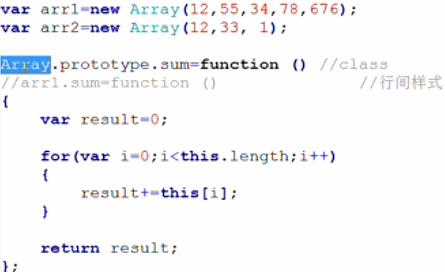 var arr1=new Array(12,55,34,78,676);
var arr2=new Array(12,33, 1);
Array.prototype.sum=function () //class
//arr1.sum=function () //行间样式
{
var result=0;
for(var i=0;i<this.length;i++)
{
result+=this[i];
}
return result;
};